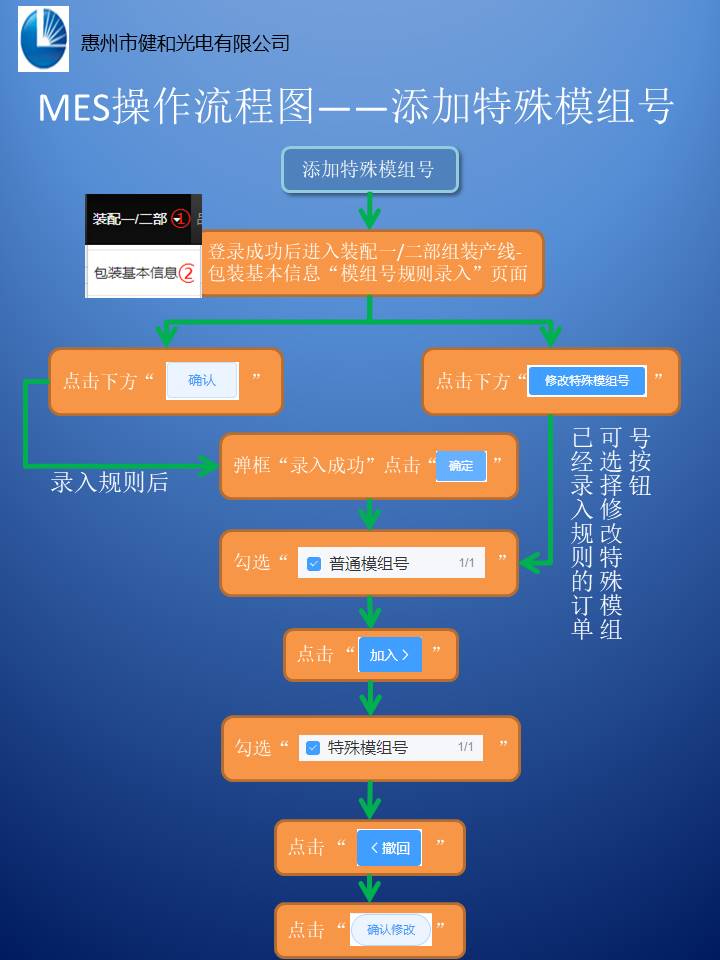 惠州市健和光电有限公司
MES操作流程图——添加特殊模组号
添加特殊模组号
装配一/二部 ①
包装基本信息②
登录成功后进入装配一/二部组装产线-
包装基本信息“模组号规则录入”页面
点击下方“ 确认 ”
点击下方“ 修改特殊模组号 ”
录入规则后
弹框“录入成功”点击“ 确定 ”
已经录入规则的订单
可选择修改特殊模组
号按钮
勾选“ 普通模组号 1/1 ”
点击 “ 加入 > ”
勾选“ 特殊模组号 1/1 ”
点击 “ < 撤回 ”
点击 “ 确认修改 ”